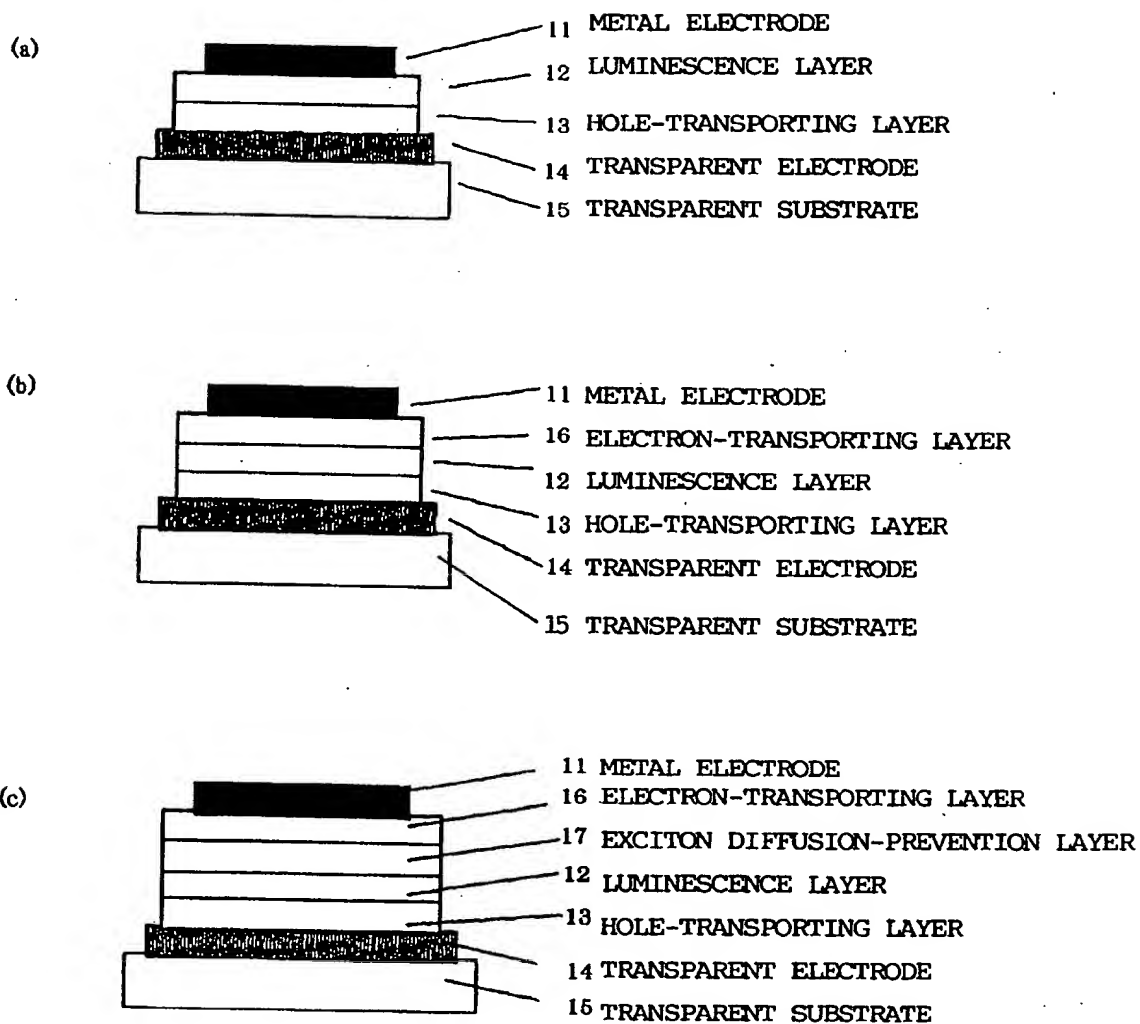 (a)
11 METAL ELECTRODE
12 LUMINESCENCE LAYER
13 HOLE-TRANSPORTING LAYER
14 TRANSPARENT ELECTRODE
15 TRANSPARENT SUBSTRATE
(b)
11 METAL ELECTRODE
16 ELECTRON-TRANSPORTING LAYER
12 LUMINESCENCE LAYER
13 HOLE-TRANSPORTING LAYER
14 TRANSPARENT ELECTRODE
15 TRANSPARENT SUBSTRATE
(c)
11 METAL ELECTRODE
16 ELECTRON-TRANSPORTING LAYER
17 EXCITON DIFFUSION-PREVENTION LAYER
12 LUMINESCENCE LAYER
13 HOLE-TRANSPORTING LAYER
14 TRANSPARENT ELECTRODE
15 TRANSPARENT SUBSTRATE